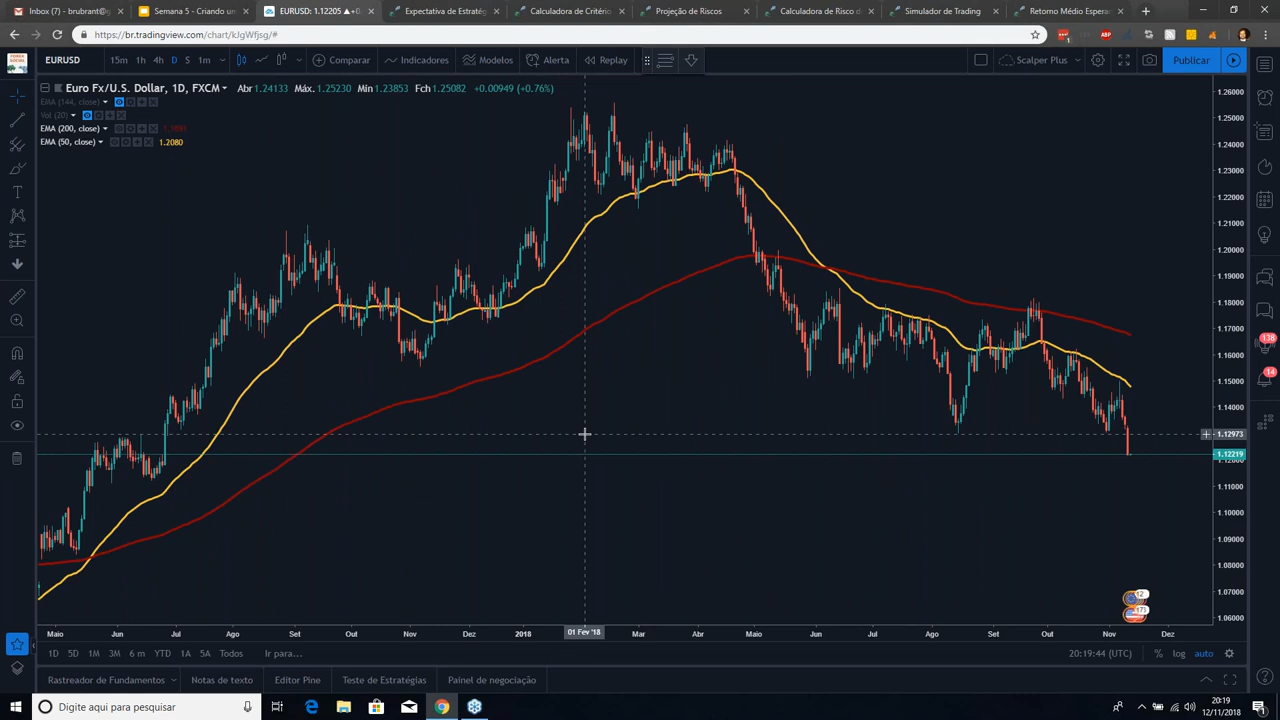 Inbox (7) - brubrant@g
Semana 5 - Criando um
EURUSD: 1.12205 ▲+0.
Expectativa de Estratég
Calculadora de Critério
Projeção de Riscos
Calculadora de Risco d
Simulador de Trading
Retorno Médio Espera
https://br.tradingview.com/chart/kJgWfjsg/#
EURUSD 15m 1h 4h D S 1m Comparar Indicadores Modelos Alerta Replay Scalper Plus Publicar
Euro Fx/U.S. Dollar, 1D, FXCM Abr 1.24133 Máx. 1.25230 Min 1.23853 Fch 1.25082 +0.00949 (+0.76%)
EMA (144, close)
Vol (20)
EMA (200, close)
EMA (50, close) 1.2080
1.26000
1.25000
1.24000
1.23000
1.22000
1.21000
1.20000
1.19000
1.18000
1.17000
1.16000
1.15000
1.14000
1.12973
1.12219
1.11000
1.10000
1.09000
1.08000
1.07000
1.06000
138
14
12
173
Maio Jun Jul Ago Set Out Nov Dez 2018 01 Fev '18 Mar Abr Maio Jun Jul Ago Set Out Nov Dez
1D 5D 1M 3M 6 m YTD 1A 5A Todos Ir para... 20:19:44 (UTC) % log auto
Rastreador de Fundamentos Notas de texto Editor Pine Teste de Estratégias Painel de negociação
Digite aqui para pesquisar
20:19
12/11/2018